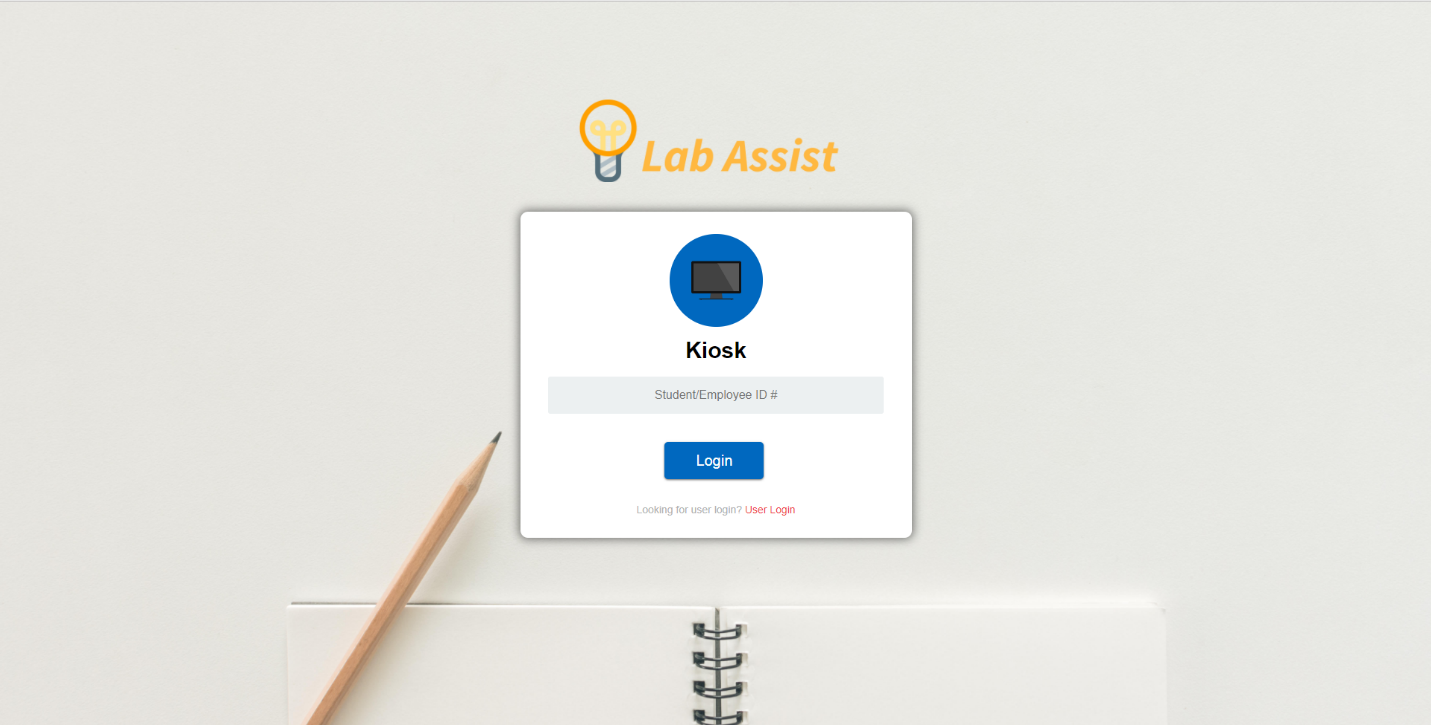 Lab Assist
Kiosk
Student/Employee ID #
Login
Looking for user login? User Login